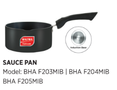 SAUCE PAN
Model: BHA F203MIB | BHA F204MIB
BHA F205MIB